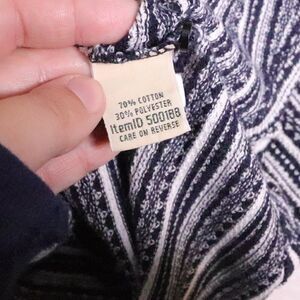 70% COTTON
30% POLYESTER
ItemID 500188
CARE ON REVERSE